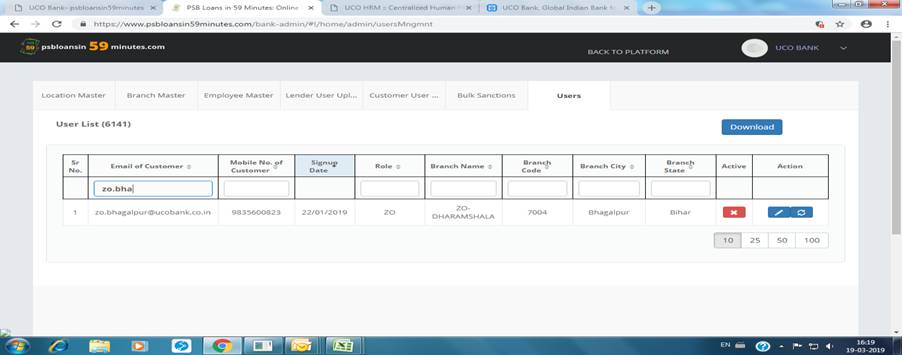 UCO Bank- psbloansin59minutes
PSB Loans in 59 Minutes: Online
UCO HRM :: Centralized Human
UCO Bank, Global Indian Bank
https://www.psbloansin59minutes.com/bank-admin/#!/home/admin/usersMngmnt
59 psbloansin 59 minutes.com
BACK TO PLATFORM
UCO BANK
Location Master Branch Master Employee Master Lender User Upl... Customer User ... Bulk Sanctions Users
User List (6141)
Download
Sr No. Email of Customer Mobile No. of Customer Signup Date Role Branch Name Branch Code Branch City Branch State Active Action
zo.bha
1 zo.bhagalpur@ucobank.co.in 9835600823 22/01/2019 ZO ZO-DHARAMSHALA 7004 Bhagalpur Bihar
10 25 50 100
EN
16:19
19-03-2019